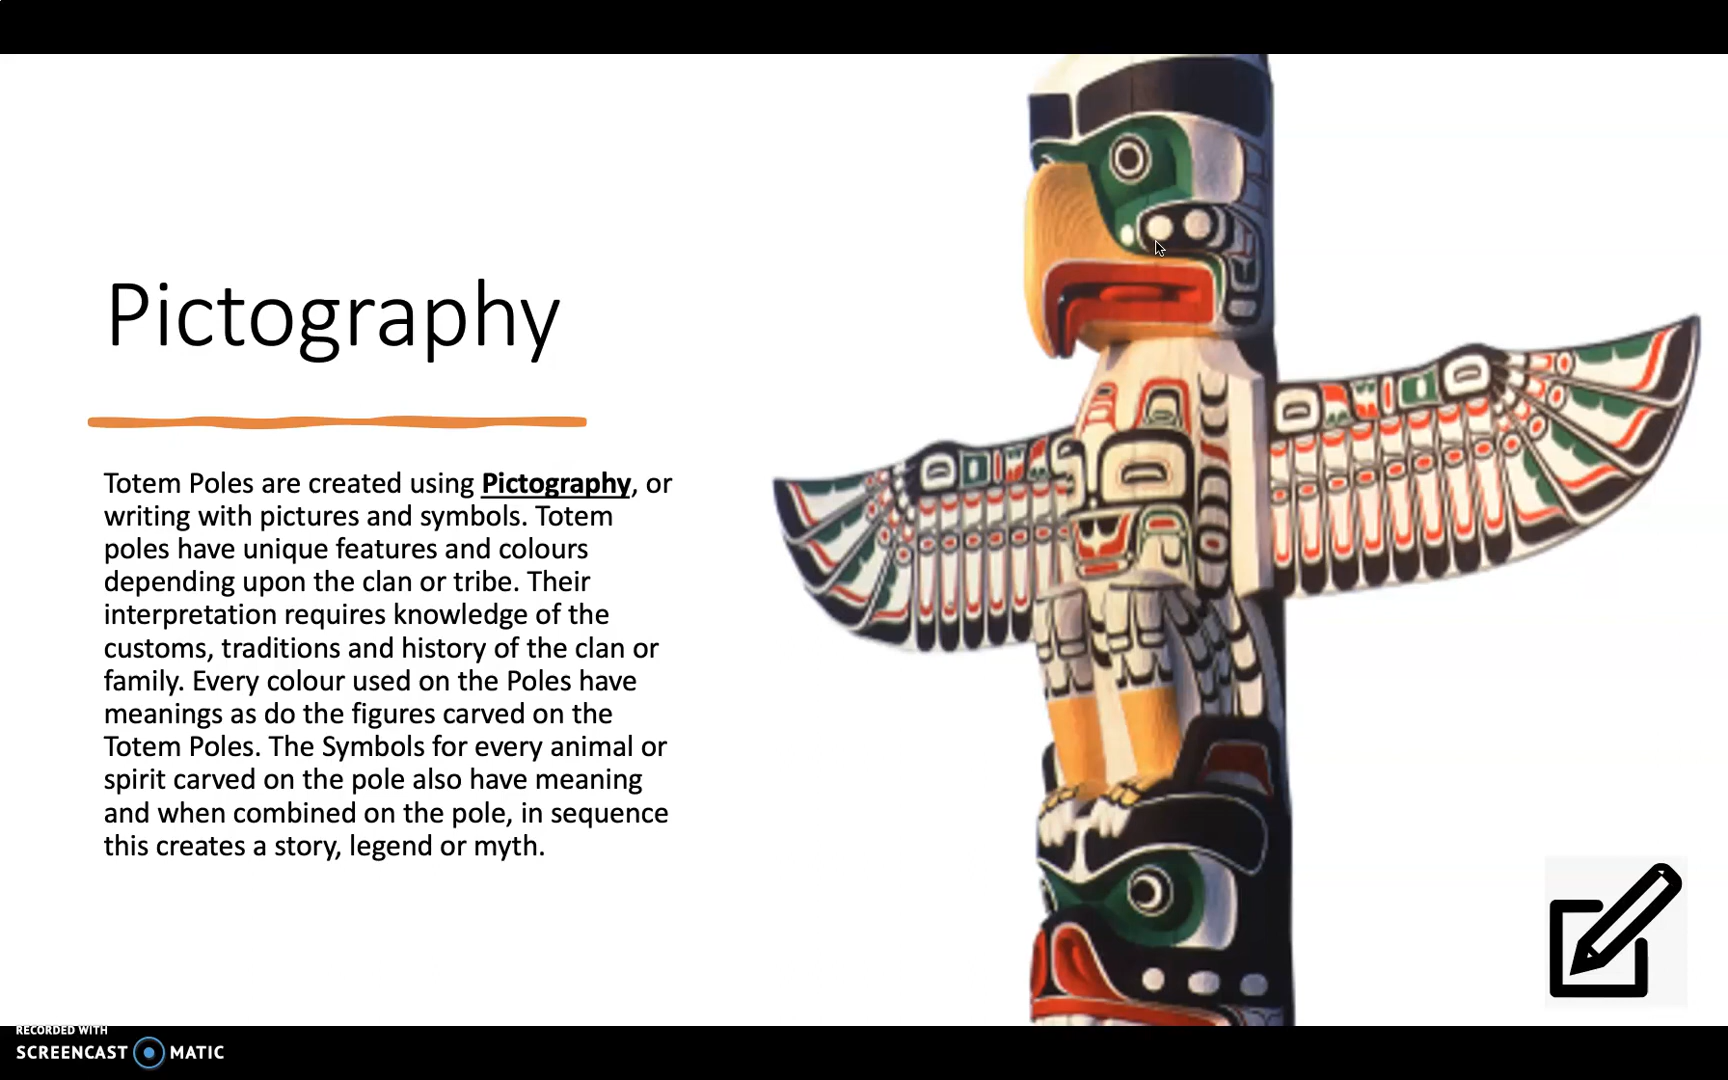 Pictography
Totem Poles are created using Pictography, or
writing with pictures and symbols. Totem
poles have unique features and colours
depending upon the clan or tribe. Their
interpretation requires knowledge of the
customs, traditions and history of the clan or
family. Every colour used on the Poles have
meanings as do the figures carved on the
Totem Poles. The Symbols for every animal or
spirit carved on the pole also have meaning
and when combined on the pole, in sequence
this creates a story, legend or myth.
RECORDED WITH
SCREENCAST MATIC